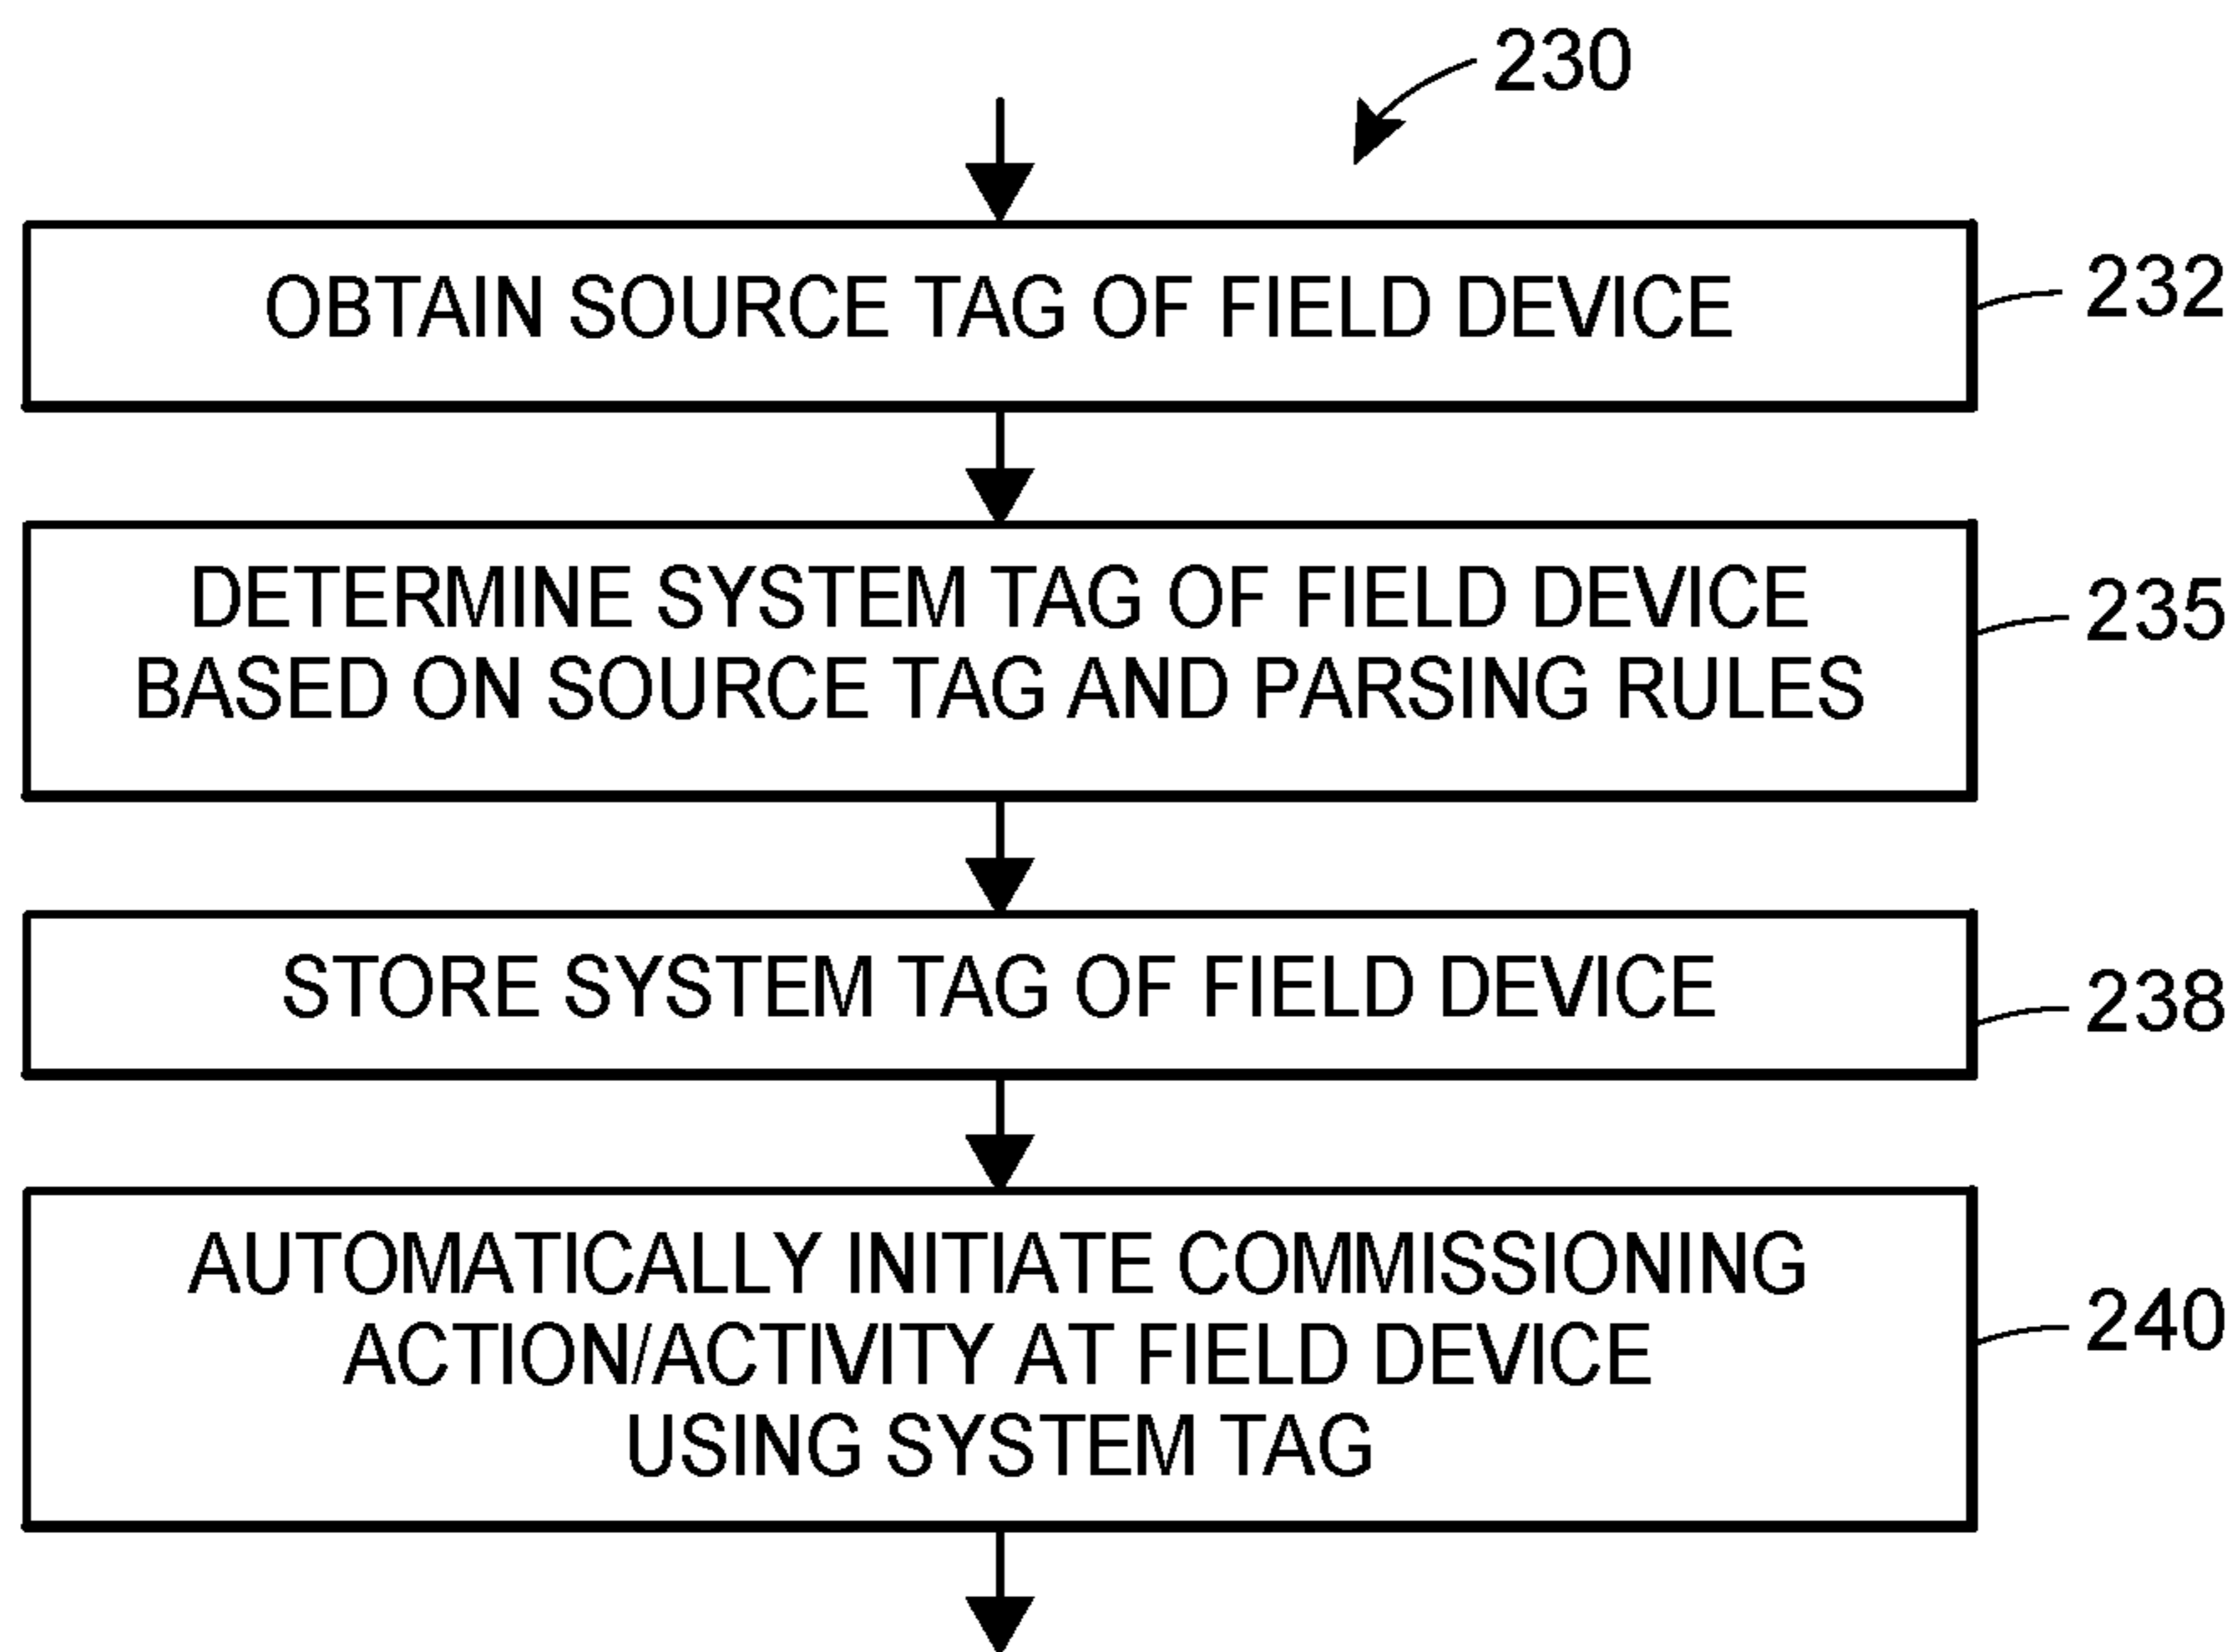 230
OBTAIN SOURCE TAG OF FIELD DEVICE
232
DETERMINE SYSTEM TAG OF FIELD DEVICE
BASED ON SOURCE TAG AND PARSING RULES
235
STORE SYSTEM TAG OF FIELD DEVICE
238
AUTOMATICALLY INITIATE COMMISSIONING
ACTION/ACTIVITY AT FIELD DEVICE
USING SYSTEM TAG
240